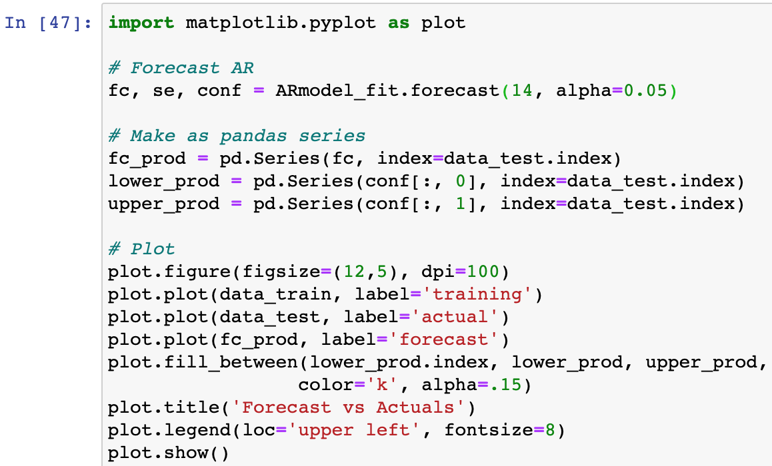 In [47]: import matplotlib.pyplot as plot
# Forecast AR
fc, se, conf = ARmodel_fit.forecast(14, alpha=0.05)
# Make as pandas series
fc_prod = pd.Series(fc, index=data_test.index)
lower_prod = pd.Series(conf[:, 0], index=data_test.index)
upper_prod = pd.Series(conf[:, 1], index=data_test.index)
# Plot
plot.figure(figsize=(12,5), dpi=100)
plot.plot(data_train, label='training')
plot.plot(data_test, label='actual')
plot.plot(fc_prod, label='forecast')
plot.fill_between(lower_prod.index, lower_prod, upper_prod,
color='k', alpha=.15)
plot.title('Forecast vs Actuals')
plot.legend(loc='upper left', fontsize=8)
plot.show()